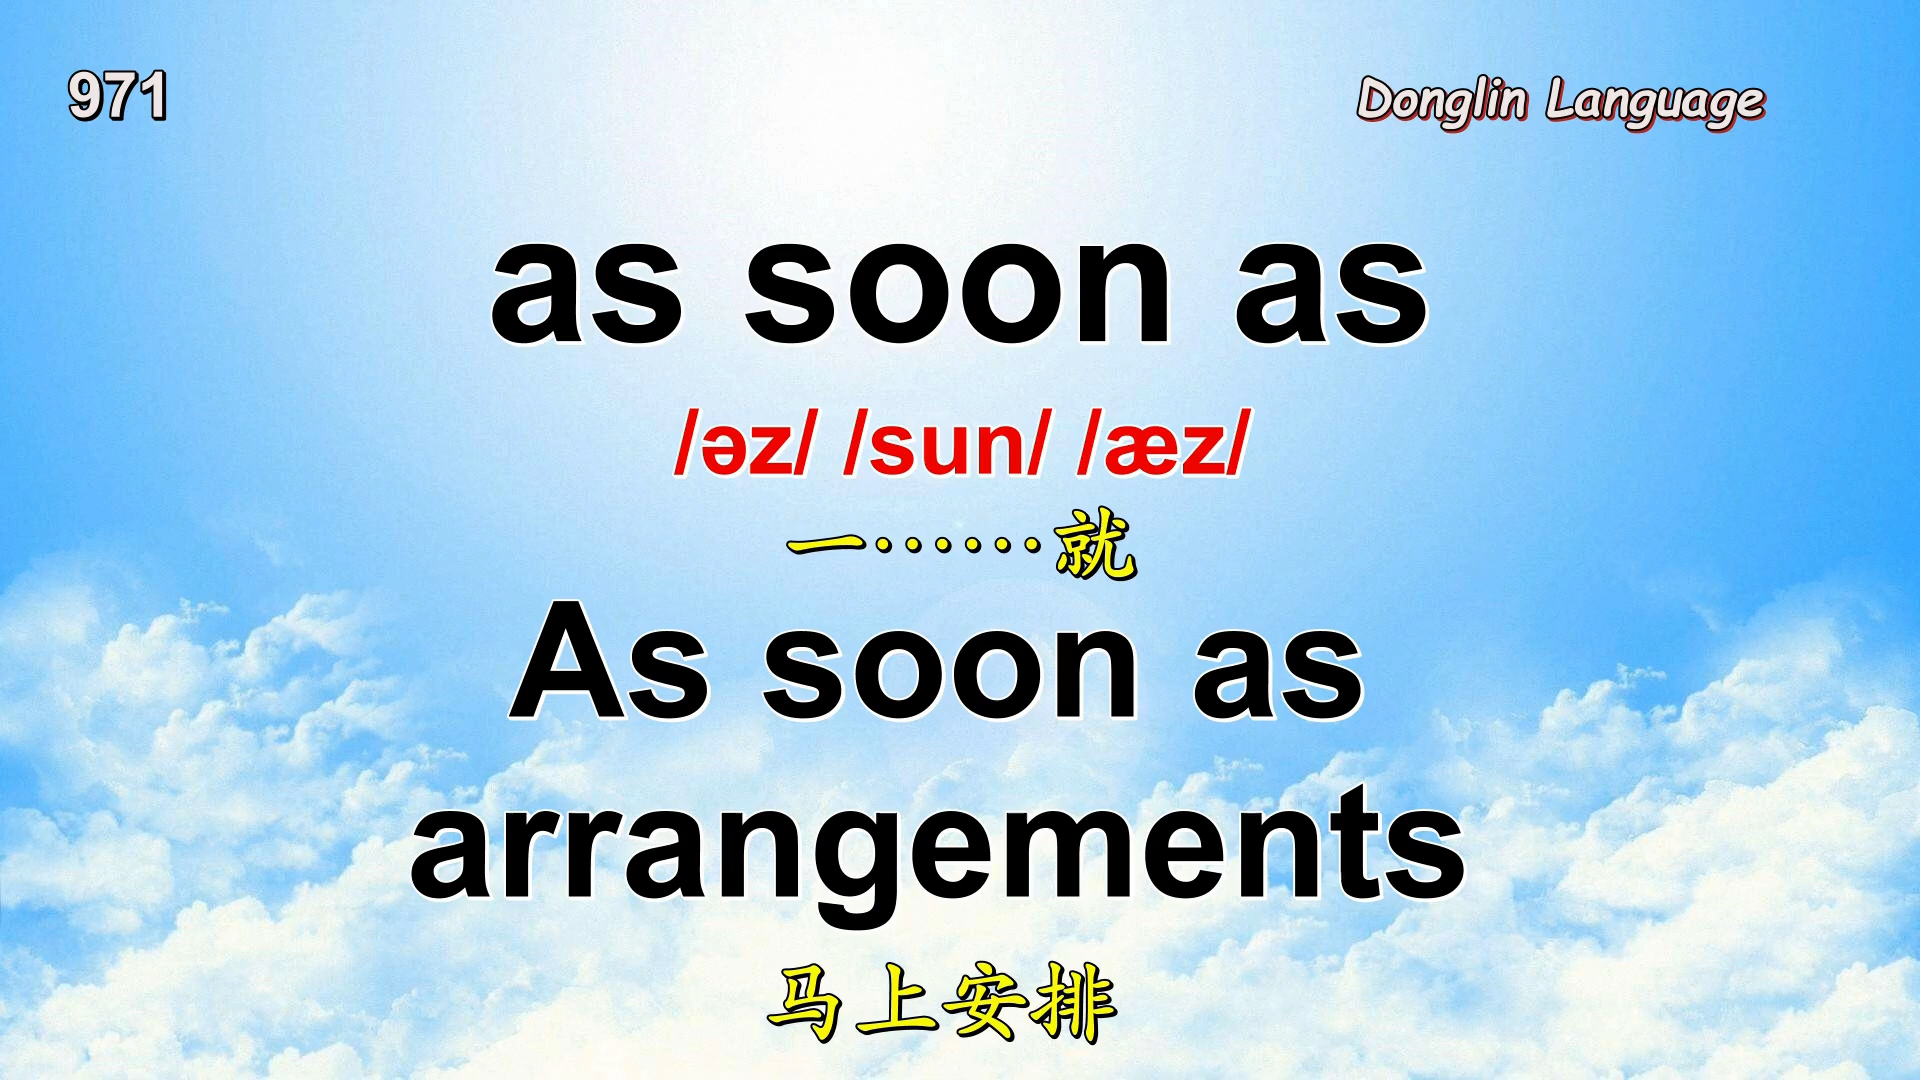 971
Donglin Language
as soon as
/əz/ /sun/ /æz/
一······就
As soon as
arrangements
马上安排